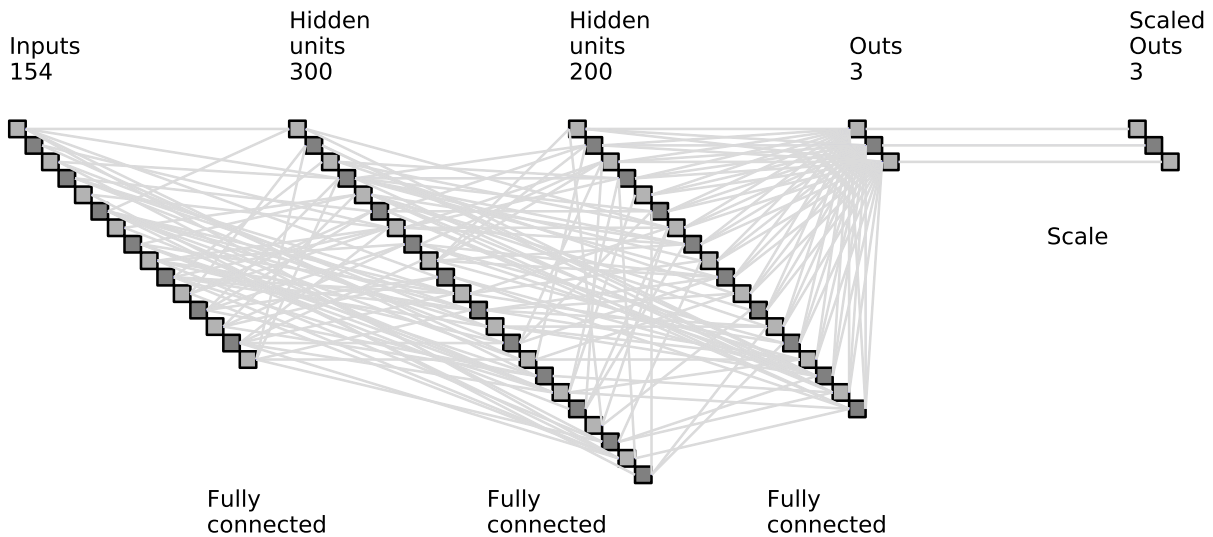 Inputs
154
Hidden
units
300
Hidden
units
200
Outs
3
Scaled
Outs
3
Scale
Fully
connected
Fully
connected
Fully
connected